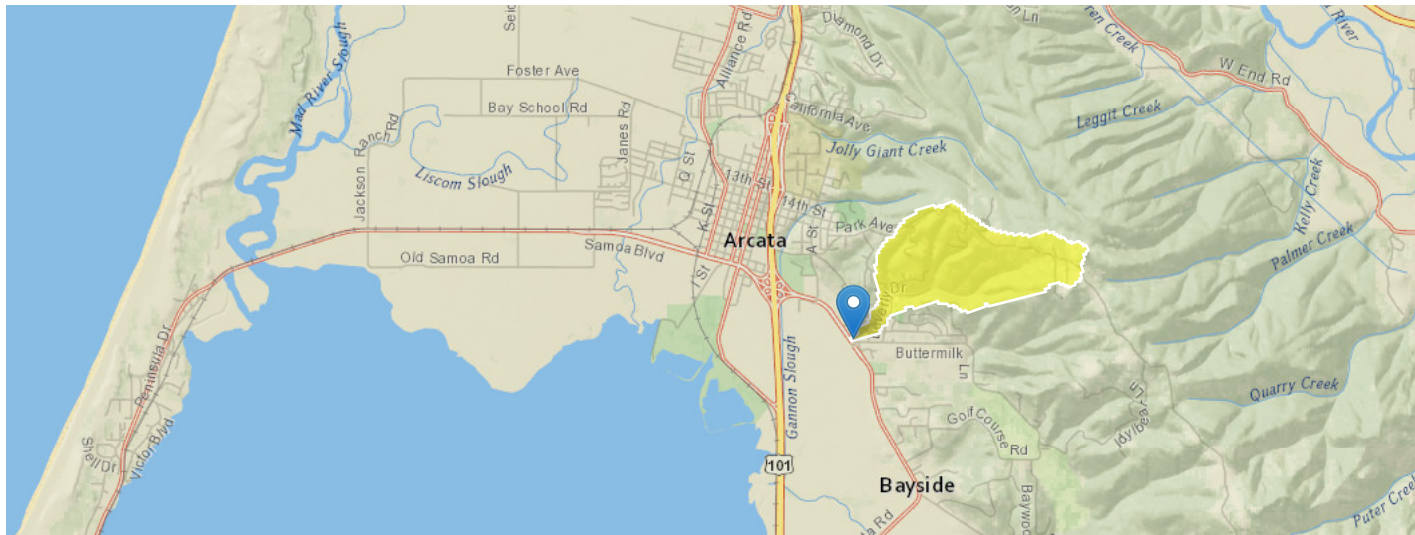 Diamond Dr
Alliance Rd
W End Rd
Foster Ave
Mad River Slough
Bay School Rd
California Ave
Leggit Creek
Janes Rd
Jackson Ranch Rd
Jolly Giant Creek
Liscom Slough
Q St
13th St
14th St
K St
Kelly Creek
Park Ave
A St
Arcata
Samoa Blvd
Old Samoa Rd
Palmer Creek
I St
Peninsula Dr
Buttermilk
Ln
Gannon Slough
Quarry Creek
Idylbear Ln
Golf Course
Rd
Victor Blvd
Shell Dr
101
Bayside
Puter Creek